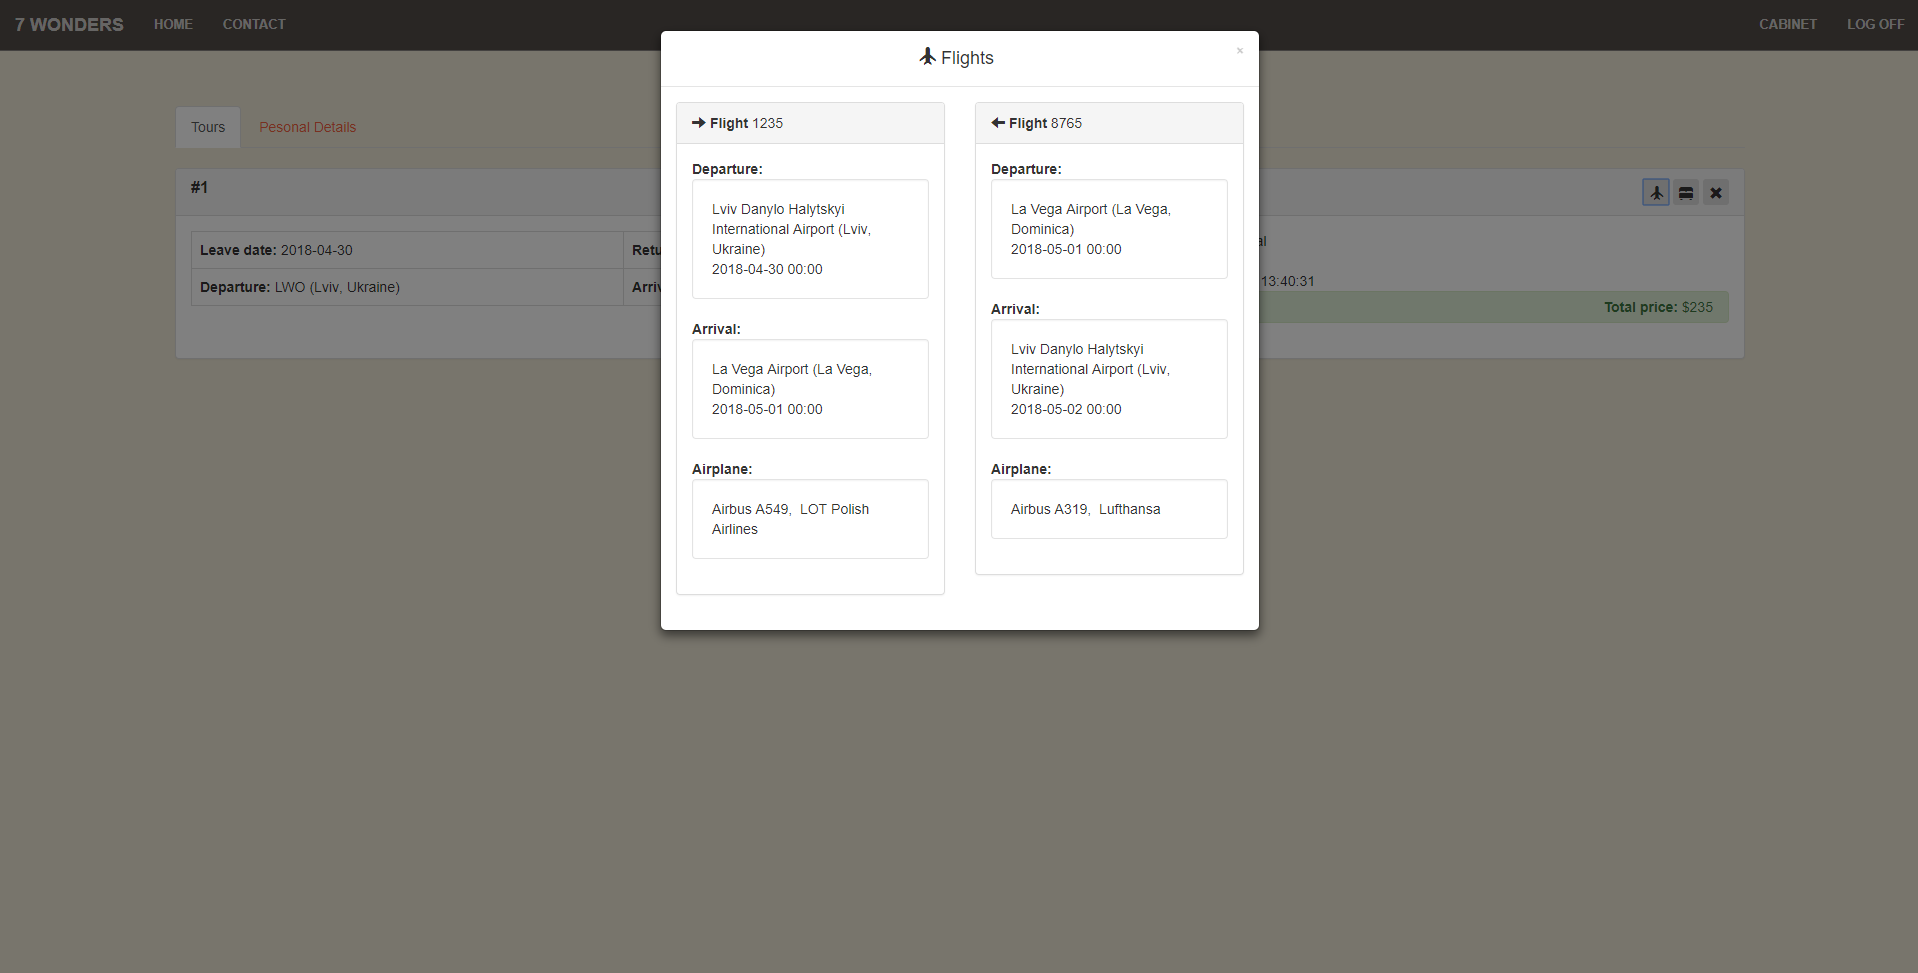 7 WONDERS HOME CONTACT CABINET LOG OFF
Flights ×
Tours Pesonal Details
#1
Leave date: 2018-04-30
Departure: LWO (Lviv, Ukraine)
13:40:31
Total price: $235
Flight 1235
Departure:
Lviv Danylo Halytskyi
International Airport (Lviv,
Ukraine)
2018-04-30 00:00
Arrival:
La Vega Airport (La Vega,
Dominica)
2018-05-01 00:00
Airplane:
Airbus A549, LOT Polish
Airlines
Flight 8765
Departure:
La Vega Airport (La Vega,
Dominica)
2018-05-01 00:00
Arrival:
Lviv Danylo Halytskyi
International Airport (Lviv,
Ukraine)
2018-05-02 00:00
Airplane:
Airbus A319, Lufthansa